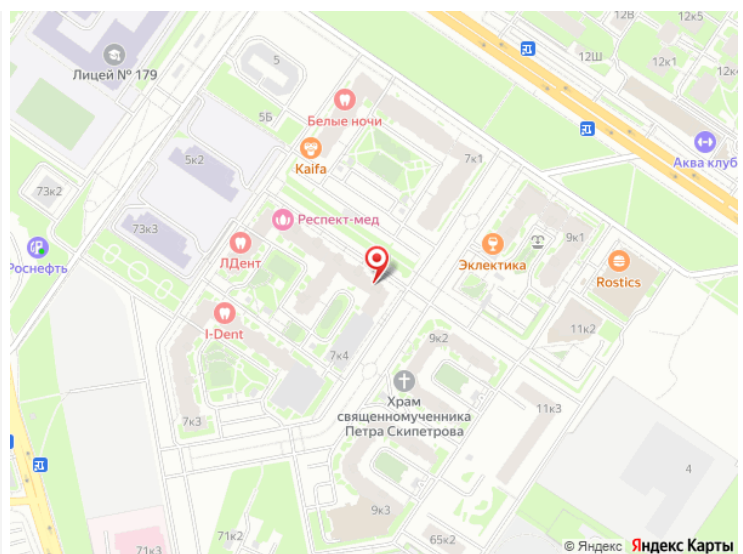 12В
12к5
12Ш
12к1
12к4
Лицей № 179
5
Белые ночи
5Б
Kaifa
7к1
Аква клуб
5к2
73к2
Респект-мед
73к3
ЛДент
Роснефть
9к1
Эклектика
Rostics
I-Dent
11к2
9к2
7к4
Храм
священномученника
Петра Скипетрова
11к3
7к3
4
9к3
65к2
71к3
71к2
© Яндекс Яндекс Карты